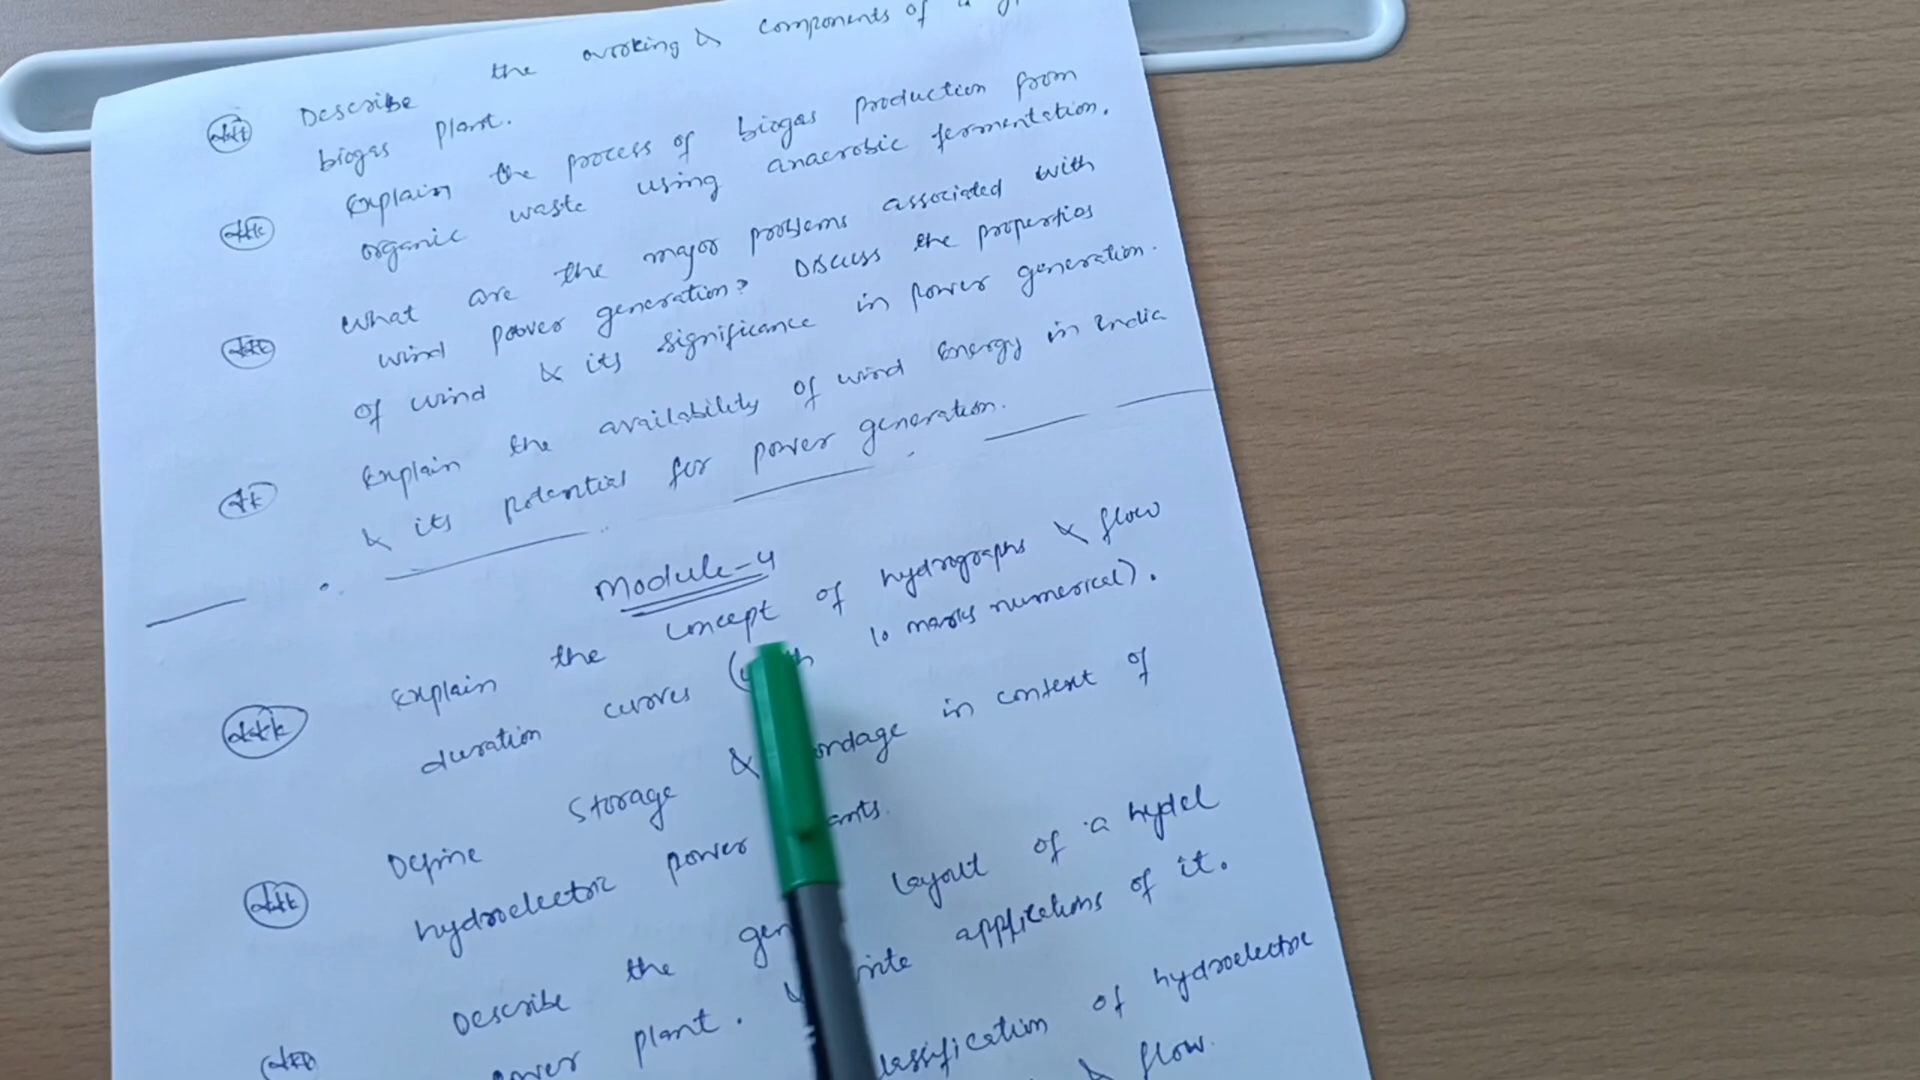 Describe the working & components of a
biogas plant.
Explain the process of biogas production from
organic waste using anaerobic fermentation.
What are the major problems associated with
wind power generation? Discuss the properties
of wind & its significance in power generation.
Explain the availability of wind Energy in India
& its potential for power generation.
Module-4
Explain the concept of hydrographs & flow
duration curves (10 marks numerical).
Define storage & in context of
hydroelectric power
Describe the layout of a hydel
power plant. & applications of it.
of hydroelectric
& flow.